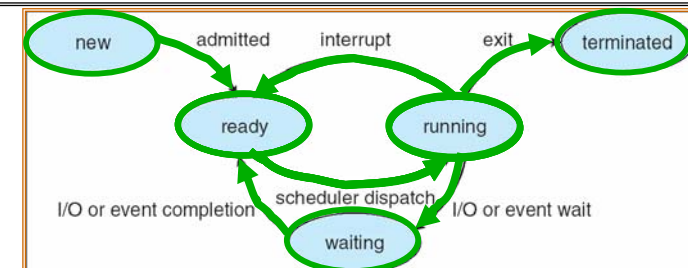 new admitted interrupt exit terminated
ready running
I/O or event completion scheduler dispatch I/O or event wait
waiting